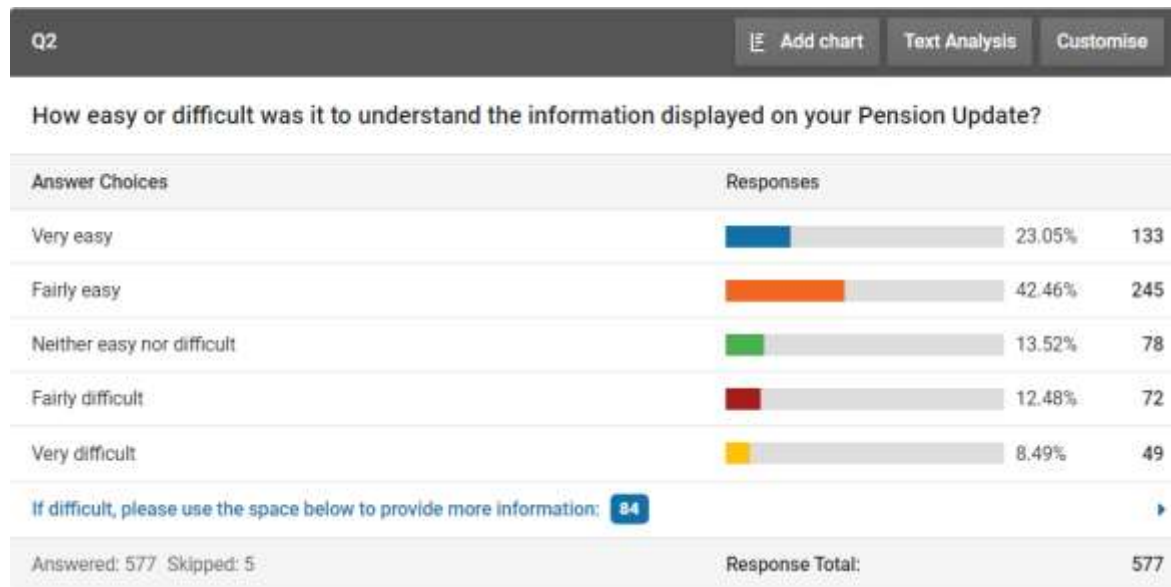 Q2 Add chart Text Analysis Customise
How easy or difficult was it to understand the information displayed on your Pension Update?
Answer Choices Responses
Very easy 23.05% 133
Fairly easy 42.46% 245
Neither easy nor difficult 13.52% 78
Fairly difficult 12.48% 72
Very difficult 8.49% 49
If difficult, please use the space below to provide more information: 84
Answered: 577 Skipped: 5 Response Total: 577